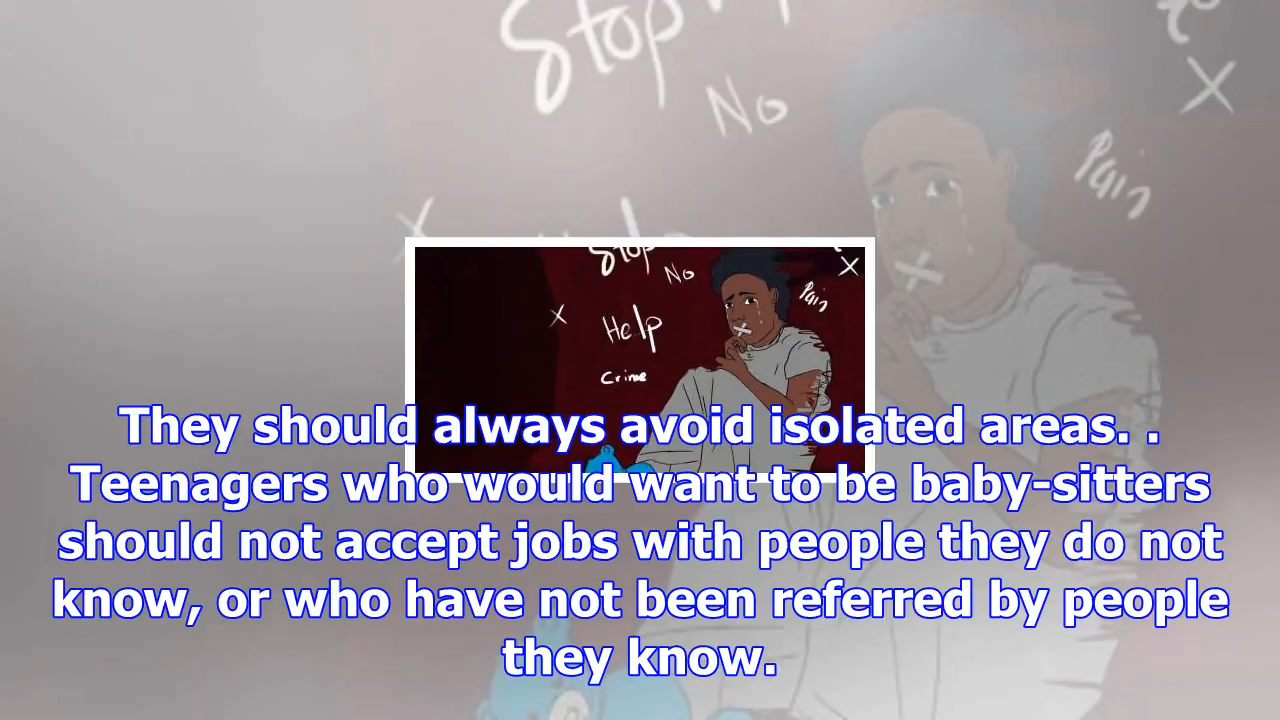 Stop
No
Pain
X
X
Stop
No
X
Pain
X
Help
Crime
They should always avoid isolated areas. .
Teenagers who would want to be baby-sitters
should not accept jobs with people they do not
know, or who have not been referred by people
they know.